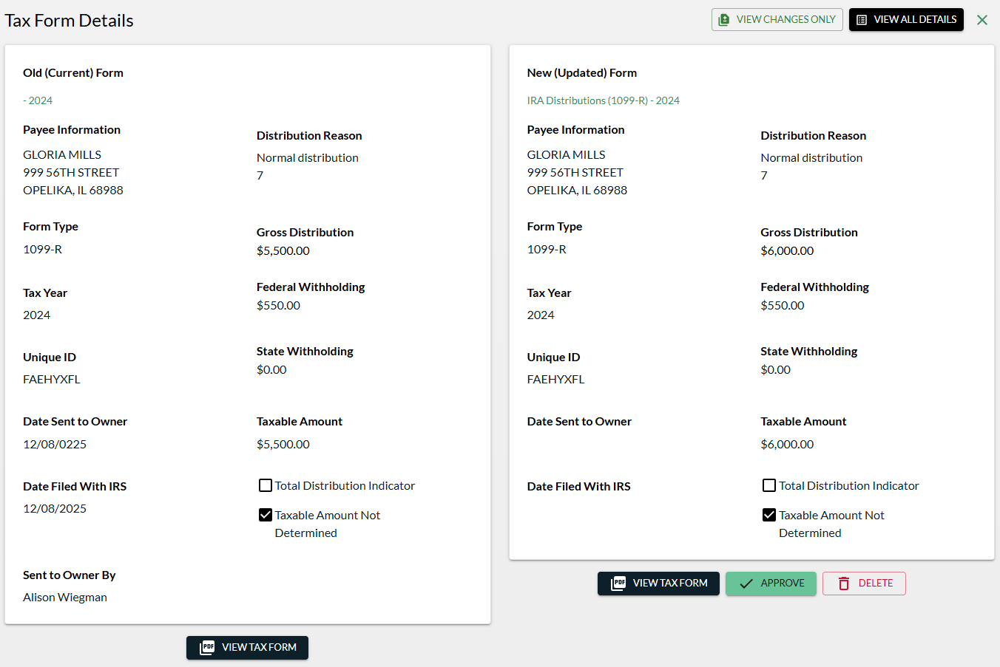 Tax Form Details
VIEW CHANGES ONLY
VIEW ALL DETAILS
Old (Current) Form
- 2024
Payee Information
GLORIA MILLS
999 56TH STREET
OPELIKA, IL 68988
Distribution Reason
Normal distribution
7
Form Type
1099-R
Gross Distribution
$5,500.00
Tax Year
2024
Federal Withholding
$550.00
Unique ID
FAEHYXFL
State Withholding
$0.00
Date Sent to Owner
12/08/0225
Taxable Amount
$5,500.00
Date Filed With IRS
12/08/2025
Total Distribution Indicator
Taxable Amount Not
Determined
Sent to Owner By
Alison Wiegman
PDF VIEW TAX FORM
New (Updated) Form
IRA Distributions (1099-R) - 2024
Payee Information
GLORIA MILLS
999 56TH STREET
OPELIKA, IL 68988
Distribution Reason
Normal distribution
7
Form Type
1099-R
Gross Distribution
$6,000.00
Tax Year
2024
Federal Withholding
$550.00
Unique ID
FAEHYXFL
State Withholding
$0.00
Date Sent to Owner
Taxable Amount
$6,000.00
Date Filed With IRS
Total Distribution Indicator
Taxable Amount Not
Determined
PDF VIEW TAX FORM
APPROVE
DELETE